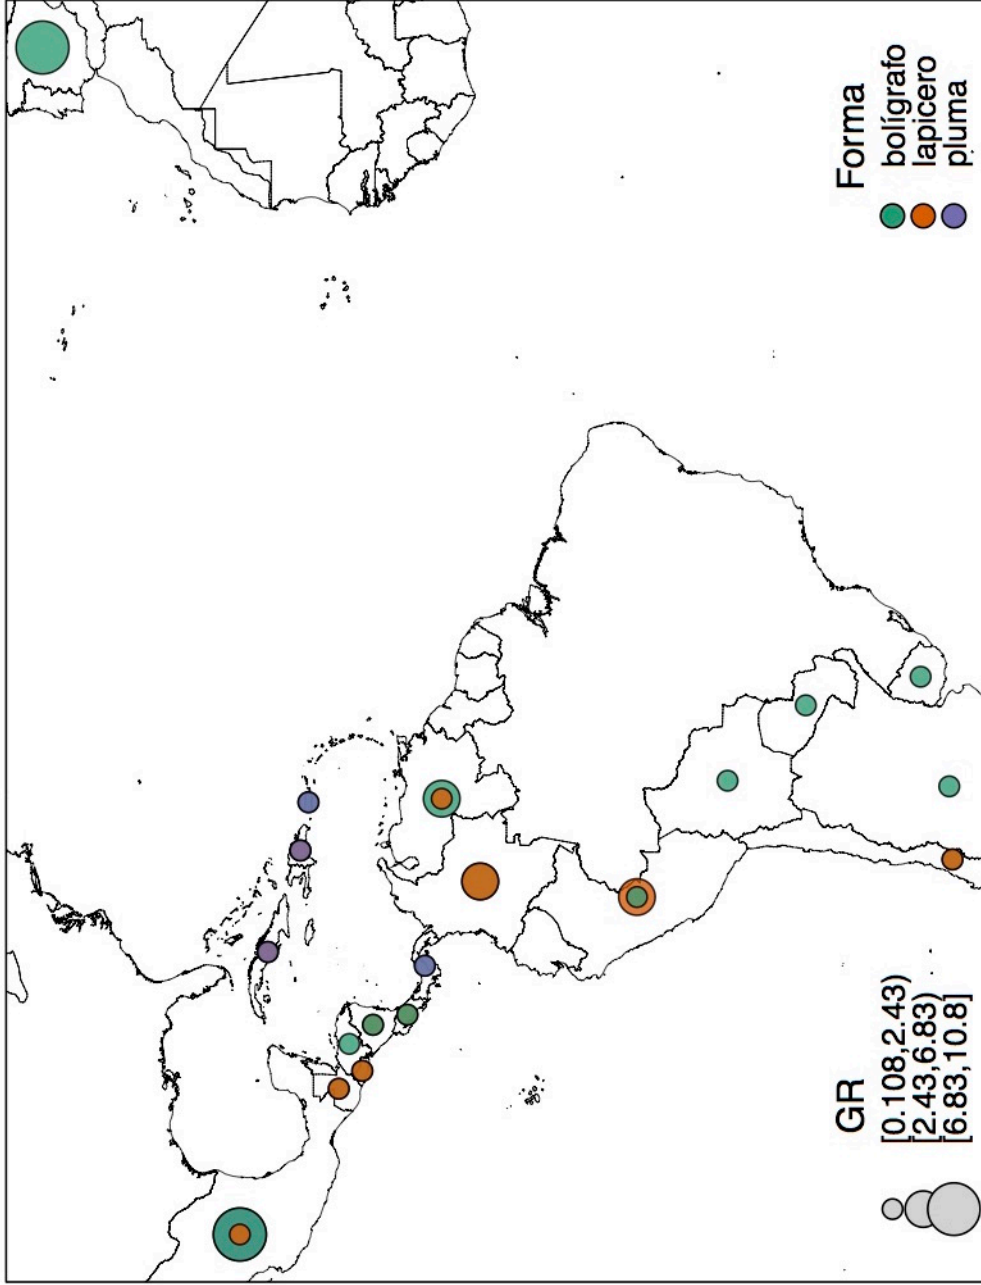 GR
[0.108,2.43)
[2.43,6.83)
[6.83,10.8]
Forma
bolígrafo
lapicero
pluma